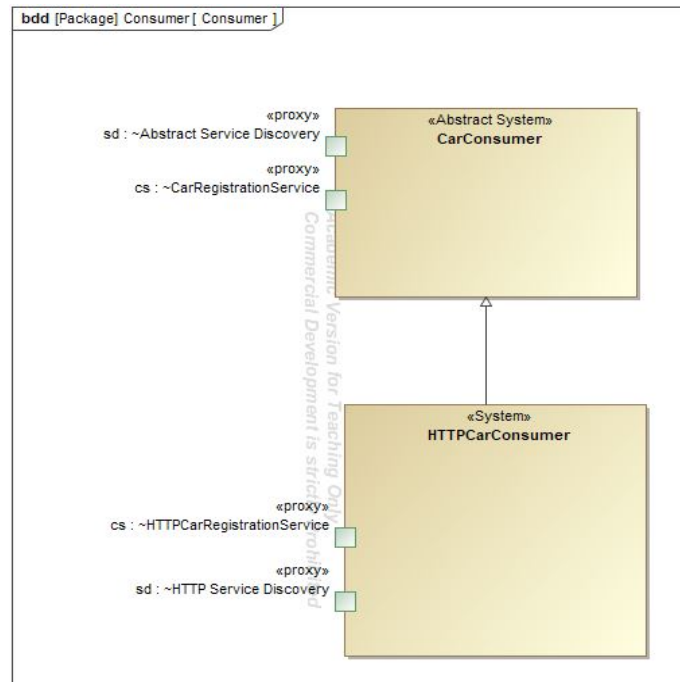 bdd [Package] Consumer [ Consumer ]
«proxy»
sd : ~Abstract Service Discovery
«proxy»
cs : ~CarRegistrationService
«Abstract System»
CarConsumer
Academic Version for Teaching Only
Commercial Development is strictly Prohibited
«System»
HTTPCarConsumer
«proxy»
cs : ~HTTPCarRegistrationService
«proxy»
sd : ~HTTP Service Discovery